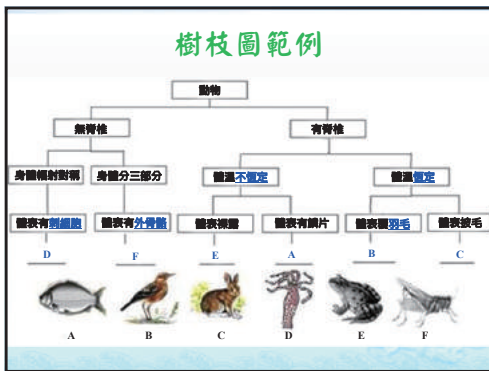 樹枝圖範例
動物
無脊椎 有脊椎
身體輻射對稱 身體分三部分 體溫不恆定 體溫恆定
體表有刺細胞 體表有外骨骼 體表裸露 體表有鱗片 體表覆羽毛 體表披毛
D F E A B C
A B C D E F